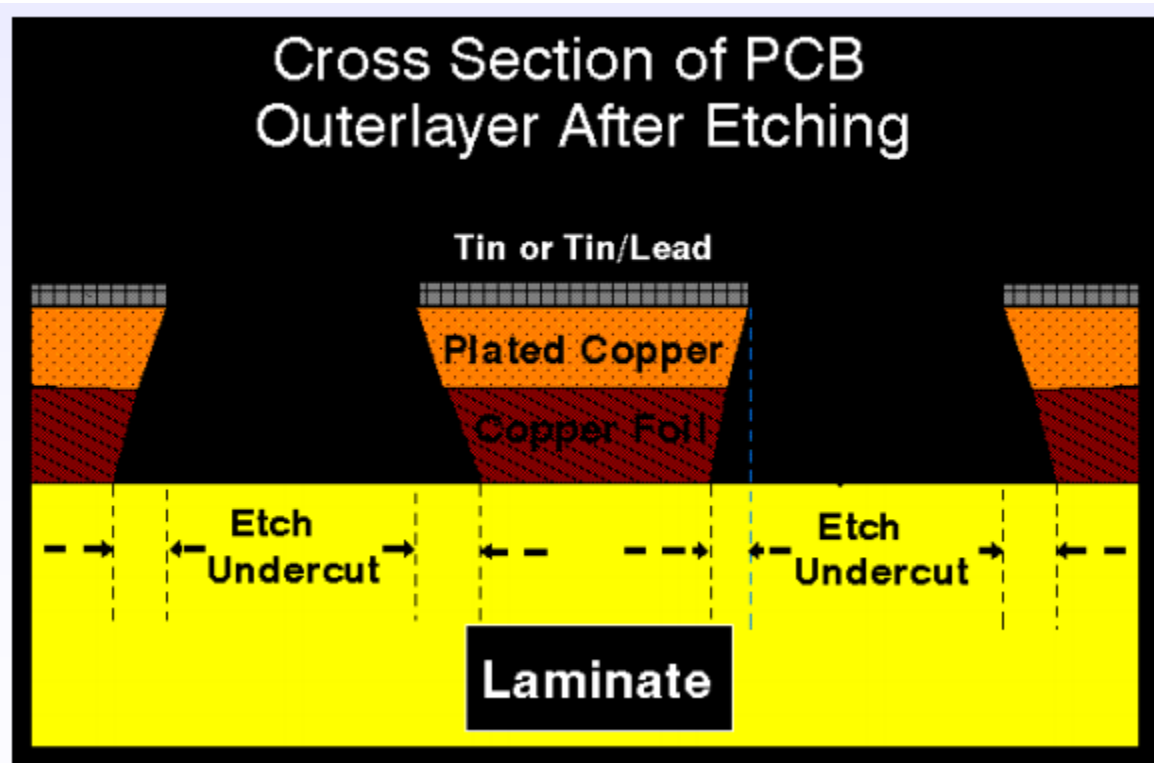 Cross Section of PCB
Outerlayer After Etching
Tin or Tin/Lead
Plated Copper
Copper Foil
Etch
Undercut
Etch
Undercut
Laminate